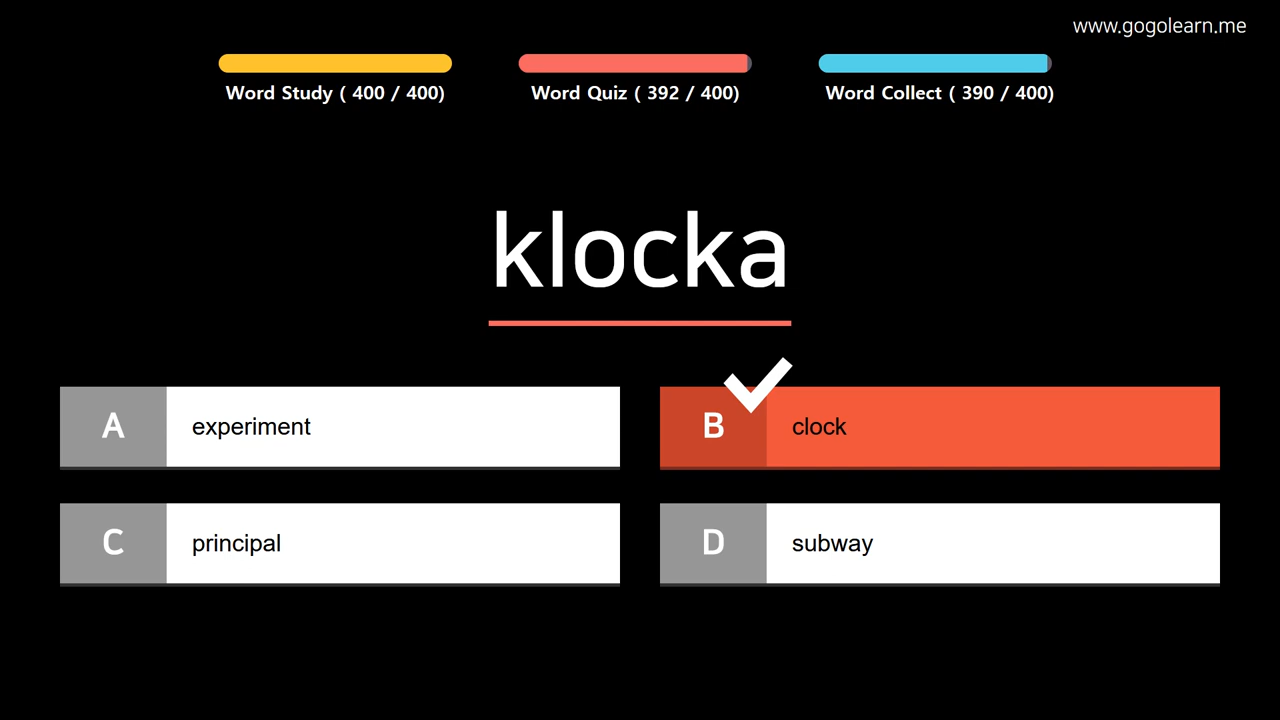 www.gogolearn.me
Word Study ( 400 / 400)
Word Quiz ( 392 / 400)
Word Collect ( 390 / 400)
klocka
A experiment
B clock
C principal
D subway